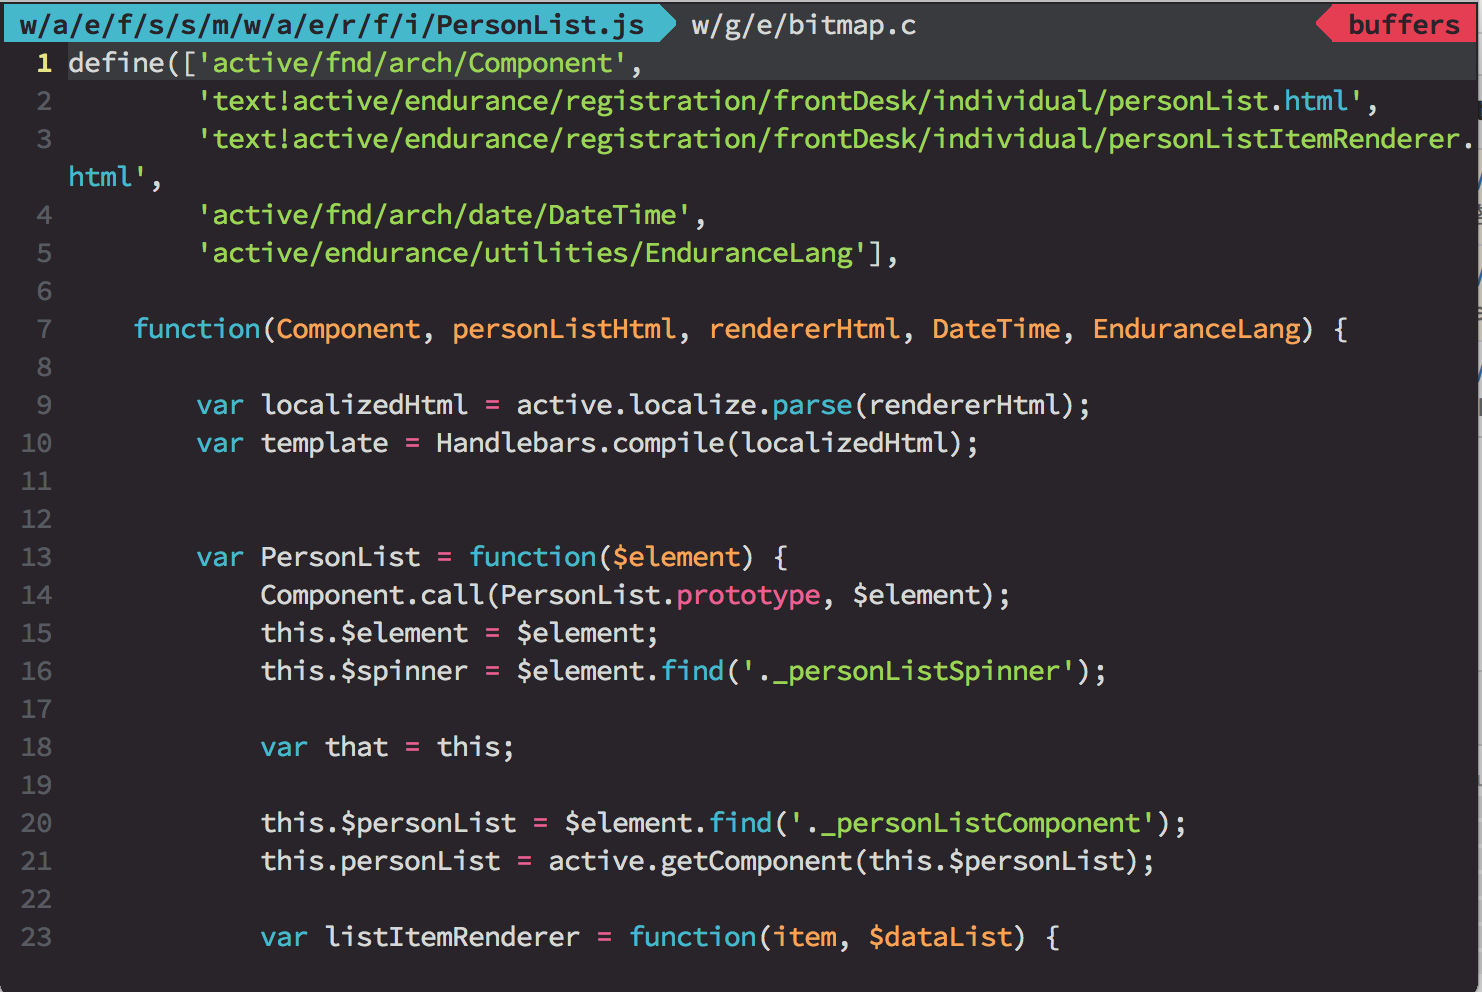 w/a/e/f/s/s/m/w/a/e/r/f/i/PersonList.js w/g/e/bitmap.c buffers
1 define(['active/fnd/arch/Component',
2 'text!active/endurance/registration/frontDesk/individual/personList.html',
3 'text!active/endurance/registration/frontDesk/individual/personListItemRenderer.
html',
4 'active/fnd/arch/date/DateTime',
5 'active/endurance/utilities/EnduranceLang'],
6
7 function(Component, personListHtml, rendererHtml, DateTime, EnduranceLang) {
8
9 var localizedHtml = active.localize.parse(rendererHtml);
10 var template = Handlebars.compile(localizedHtml);
11
12
13 var PersonList = function($element) {
14 Component.call(PersonList.prototype, $element);
15 this.$element = $element;
16 this.$spinner = $element.find('._personListSpinner');
17
18 var that = this;
19
20 this.$personList = $element.find('._personListComponent');
21 this.personList = active.getComponent(this.$personList);
22
23 var listItemRenderer = function(item, $dataList) {